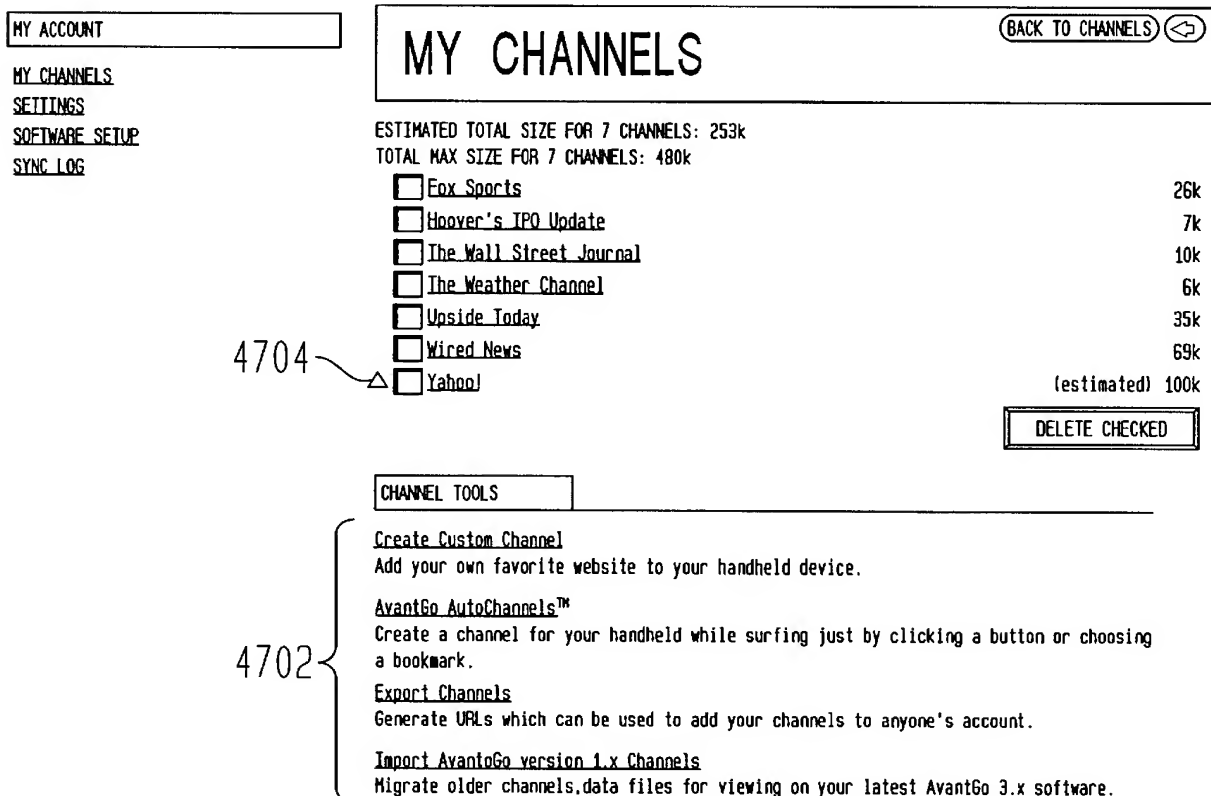 MY ACCOUNT
MY CHANNELS
SETTINGS
SOFTWARE SETUP
SYNC LOG
MY CHANNELS
BACK TO CHANNELS
ESTIMATED TOTAL SIZE FOR 7 CHANNELS: 253k
TOTAL MAX SIZE FOR 7 CHANNELS: 480k
Fox Sports 26k
Hoover's IPO Update 7k
The Wall Street Journal 10k
The Weather Channel 6k
Upside Today 35k
Wired News 69k
4704 Yahoo! (estimated) 100k
DELETE CHECKED
CHANNEL TOOLS
4702
Create Custom Channel
Add your own favorite website to your handheld device.
AvantGo AutoChannels™
Create a channel for your handheld while surfing just by clicking a button or choosing
a bookmark.
Export Channels
Generate URLs which can be used to add your channels to anyone's account.
Import AvantoGo version 1.x Channels
Migrate older channels,data files for viewing on your latest AvantGo 3.x software.